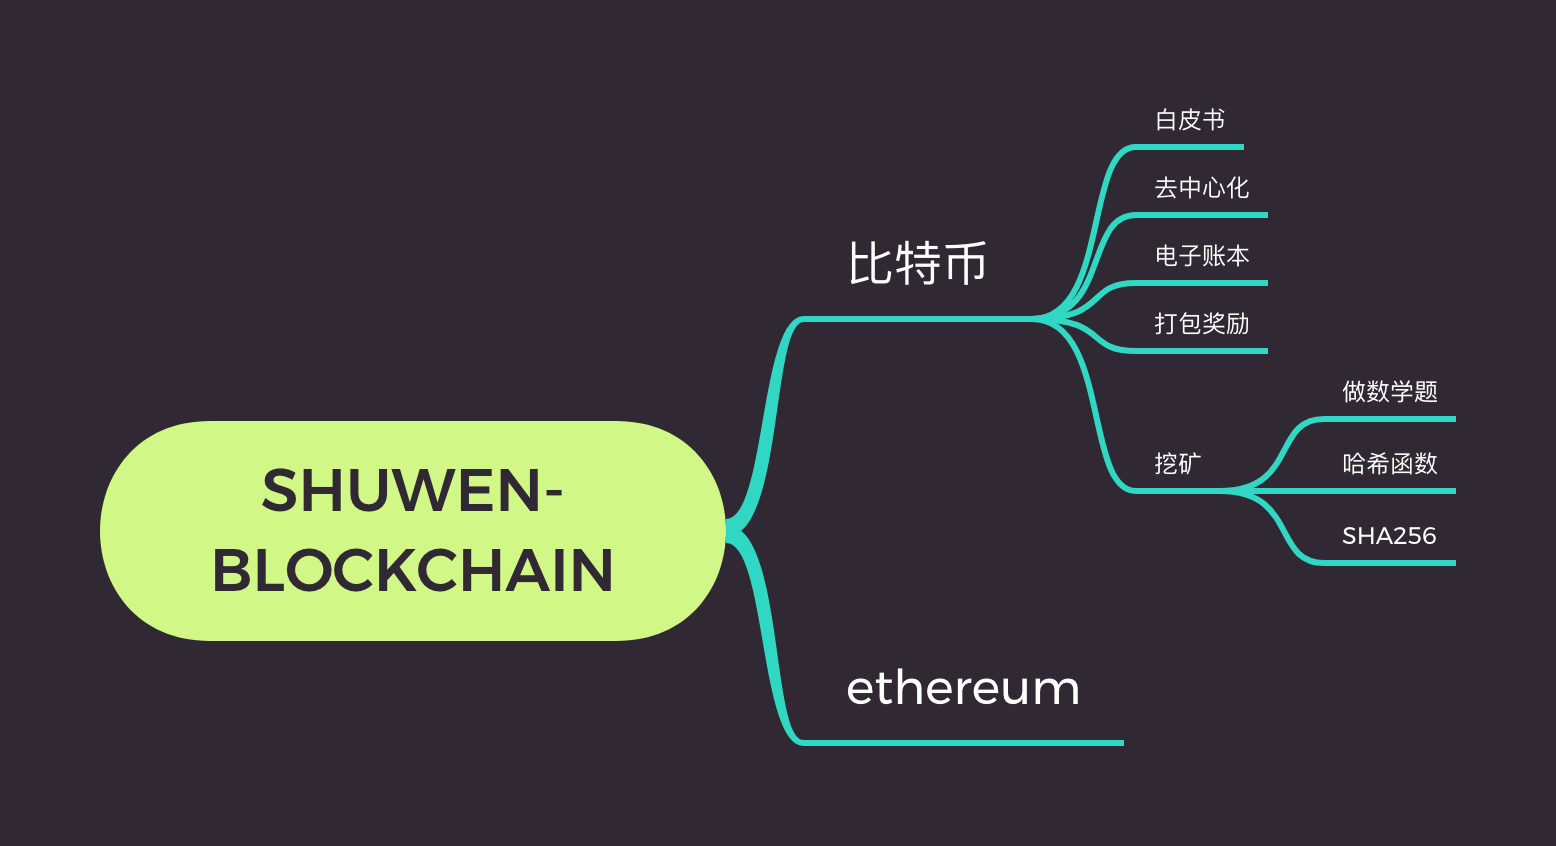 SHUWEN-
BLOCKCHAIN
比特币
白皮书
去中心化
电子账本
打包奖励
挖矿
做数学题
哈希函数
SHA256
ethereum